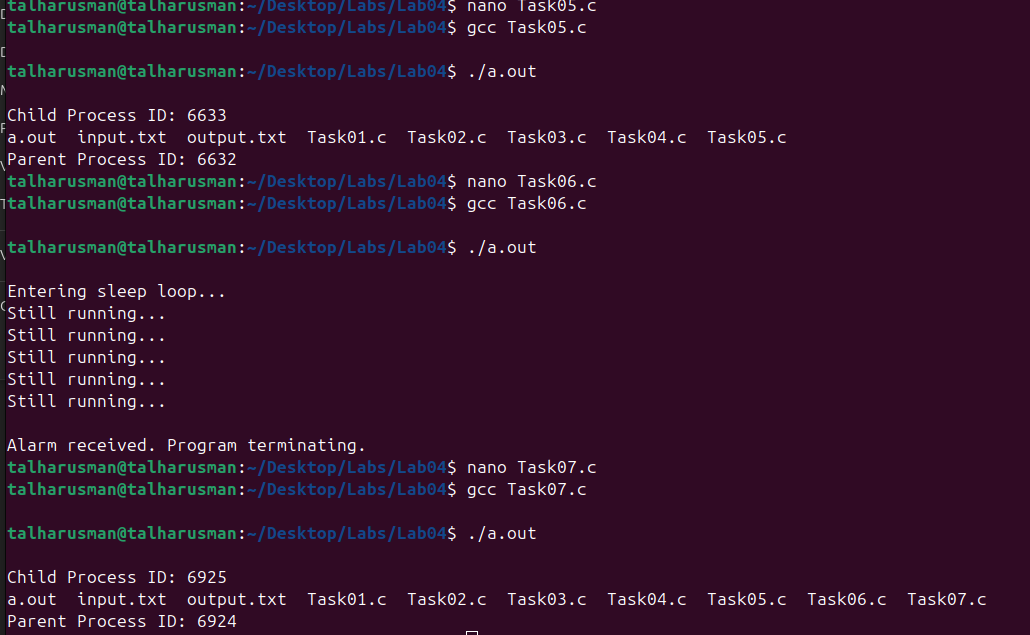 talharusman@talharusman:~/Desktop/Labs/Lab04$ nano Task05.c
talharusman@talharusman:~/Desktop/Labs/Lab04$ gcc Task05.c
talharusman@talharusman:~/Desktop/Labs/Lab04$ ./a.out
Child Process ID: 6633
a.out  input.txt  output.txt  Task01.c  Task02.c  Task03.c  Task04.c  Task05.c
Parent Process ID: 6632
talharusman@talharusman:~/Desktop/Labs/Lab04$ nano Task06.c
talharusman@talharusman:~/Desktop/Labs/Lab04$ gcc Task06.c
talharusman@talharusman:~/Desktop/Labs/Lab04$ ./a.out
Entering sleep loop...
Still running...
Still running...
Still running...
Still running...
Still running...
Alarm received. Program terminating.
talharusman@talharusman:~/Desktop/Labs/Lab04$ nano Task07.c
talharusman@talharusman:~/Desktop/Labs/Lab04$ gcc Task07.c
talharusman@talharusman:~/Desktop/Labs/Lab04$ ./a.out
Child Process ID: 6925
a.out  input.txt  output.txt  Task01.c  Task02.c  Task03.c  Task04.c  Task05.c  Task06.c  Task07.c
Parent Process ID: 6924